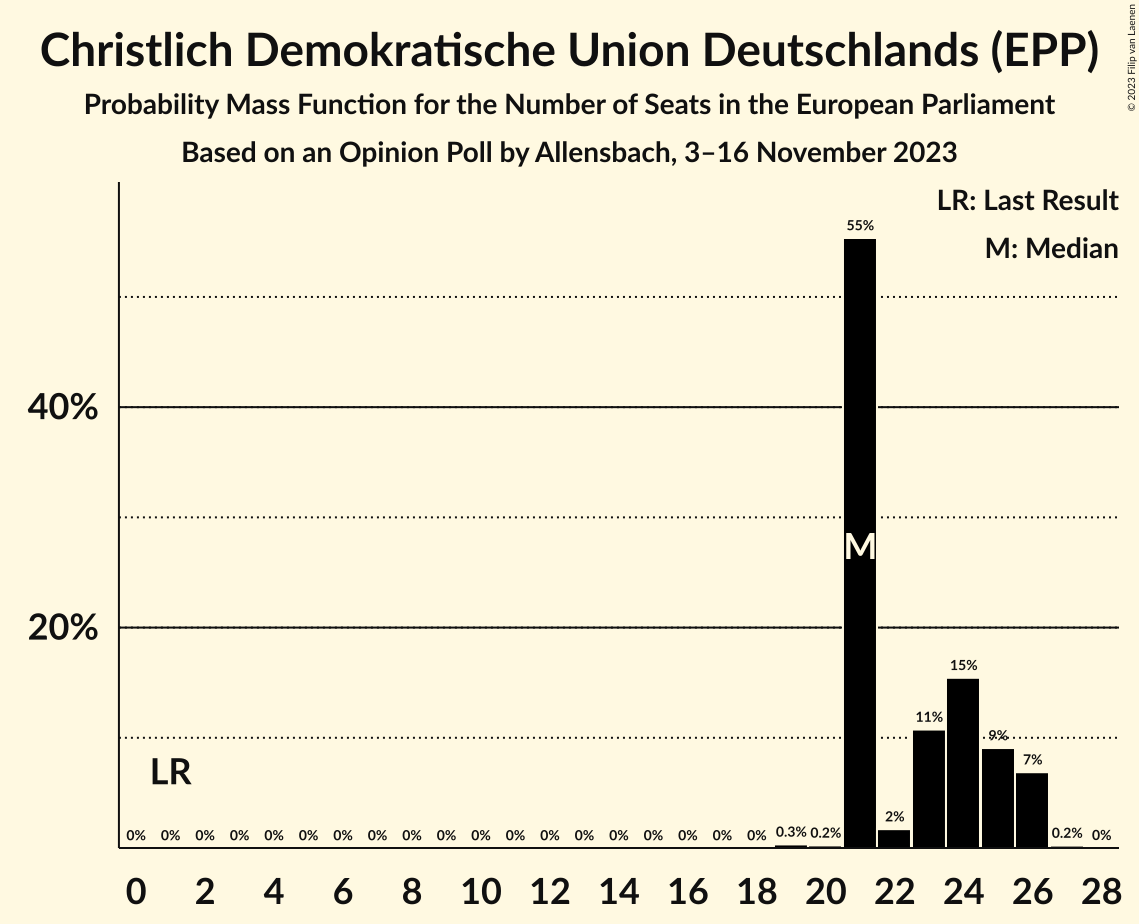 Christlich Demokratische Union Deutschlands (EPP)
Probability Mass Function for the Number of Seats in the European Parliament
Based on an Opinion Poll by Allensbach, 3–16 November 2023
© 2023 Filip van Laenen
LR: Last Result
M: Median
55%
40%
M
20%
15%
11%
9%
7%
LR
0% 0% 0% 0% 0% 0% 0% 0% 0% 0% 0% 0% 0% 0% 0% 0% 0% 0% 0% 0.3% 0.2% 2% 0.2% 0%
0 2 4 6 8 10 12 14 16 18 20 22 24 26 28